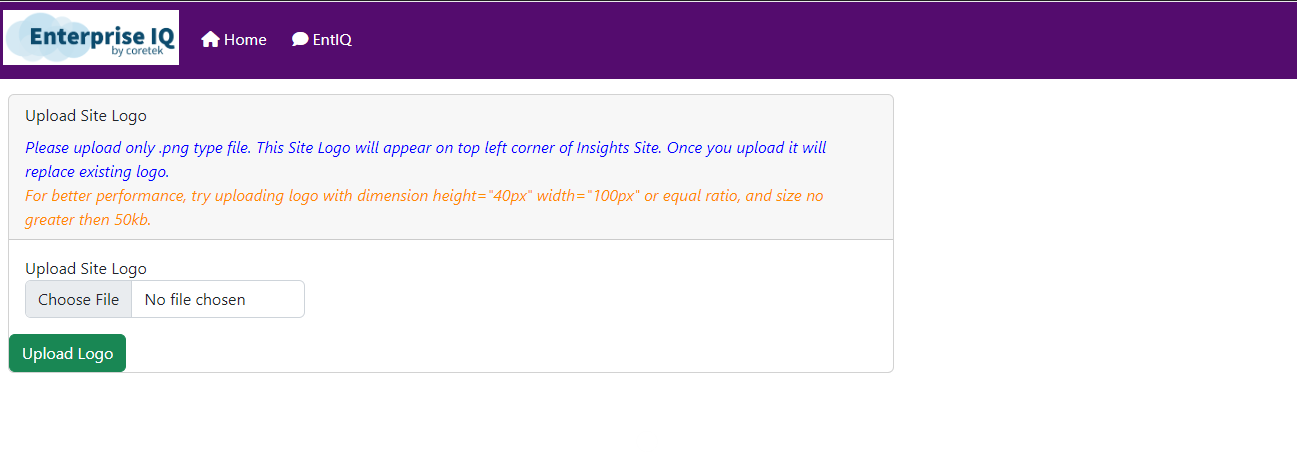 Enterprise IQ
by coretek
Home
EntIQ
Upload Site Logo
Please upload only .png type file. This Site Logo will appear on top left corner of Insights Site. Once you upload it will
replace existing logo.
For better performance, try uploading logo with dimension height="40px" width="100px" or equal ratio, and size no
greater then 50kb.
Upload Site Logo
Choose File No file chosen
Upload Logo